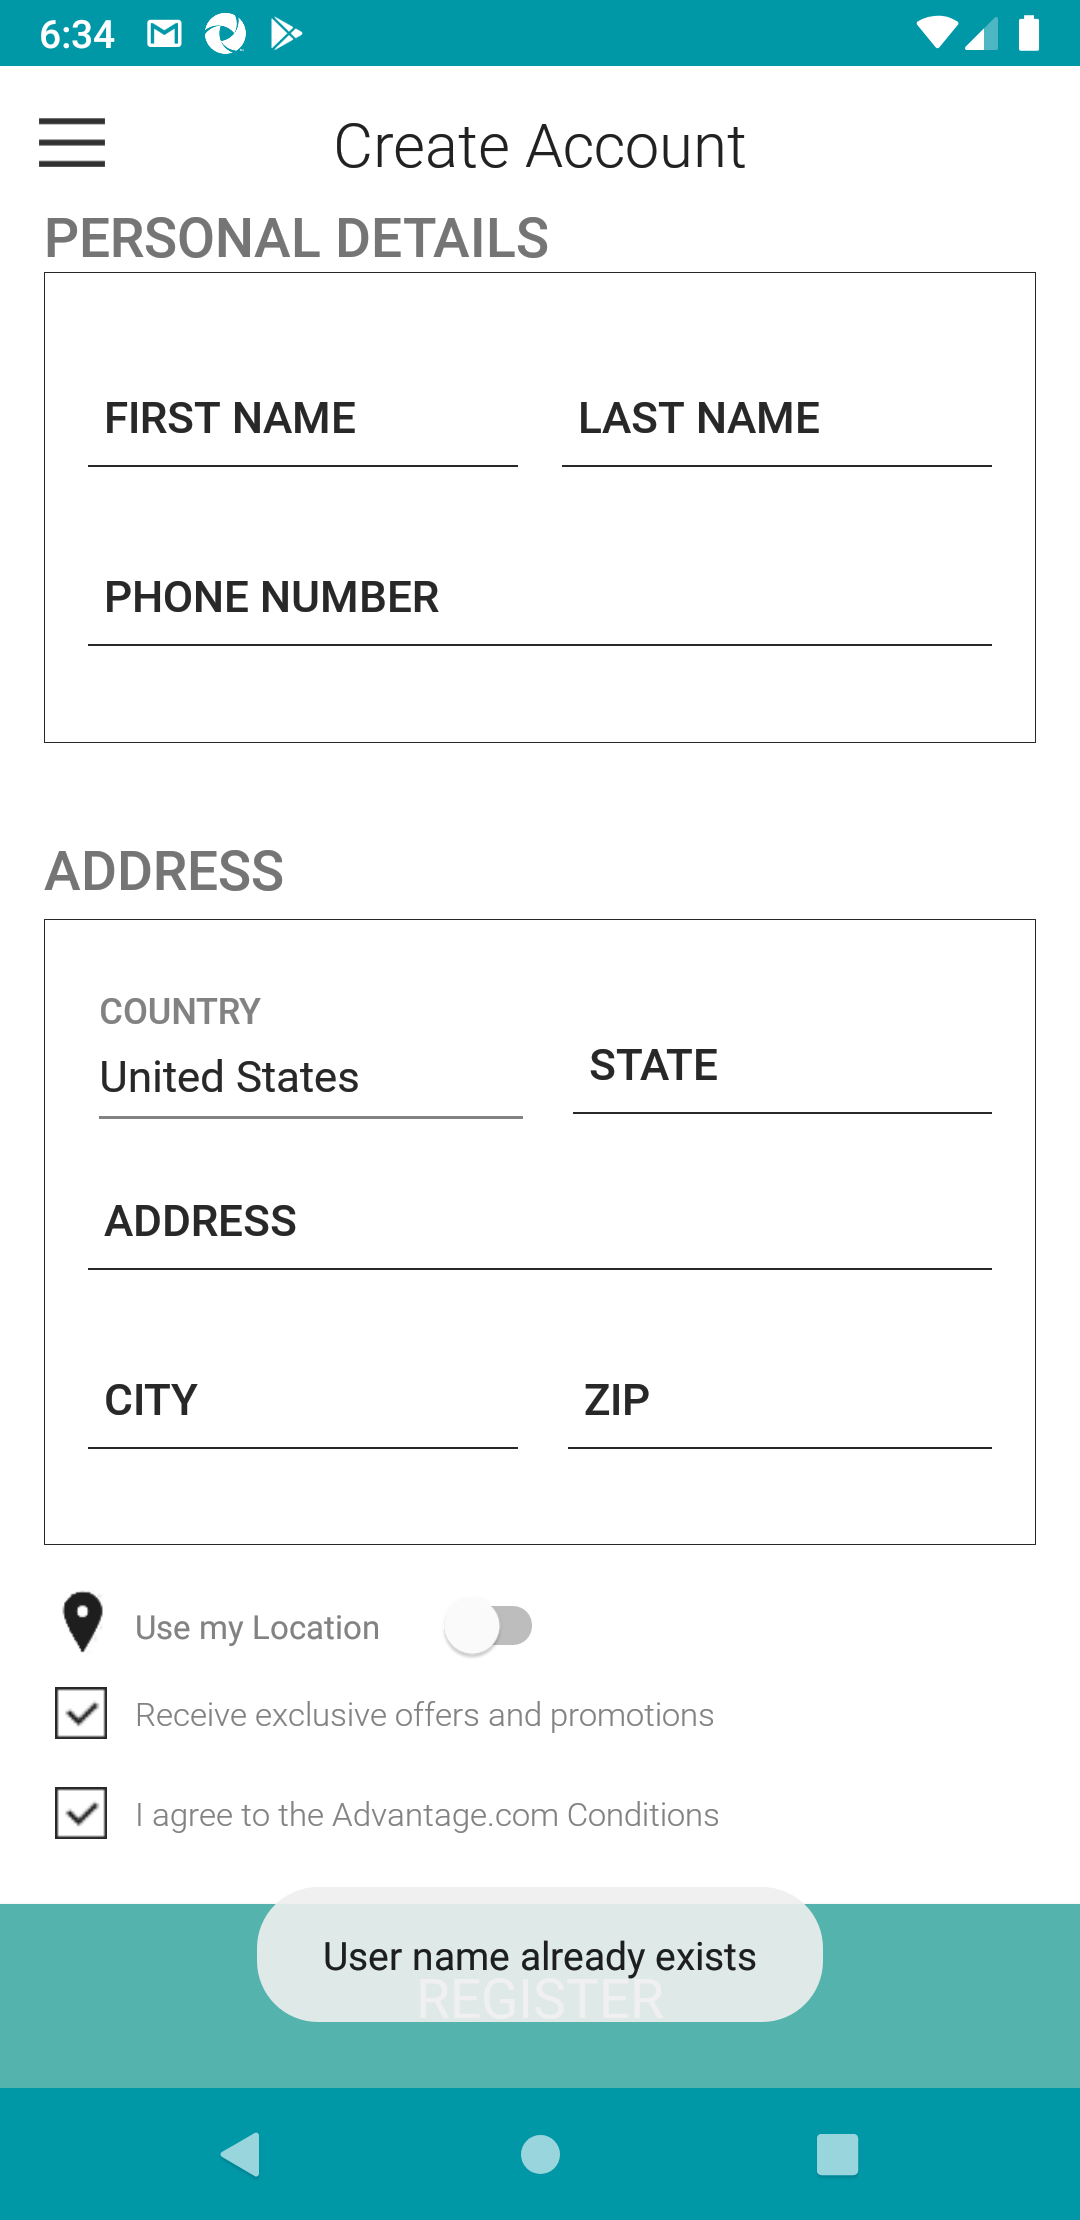 6:34
Create Account
PERSONAL DETAILS
FIRST NAME
LAST NAME
PHONE NUMBER
ADDRESS
COUNTRY
United States
STATE
ADDRESS
CITY
ZIP
Use my Location
Receive exclusive offers and promotions
I agree to the Advantage.com Conditions
User name already exists
REGISTER